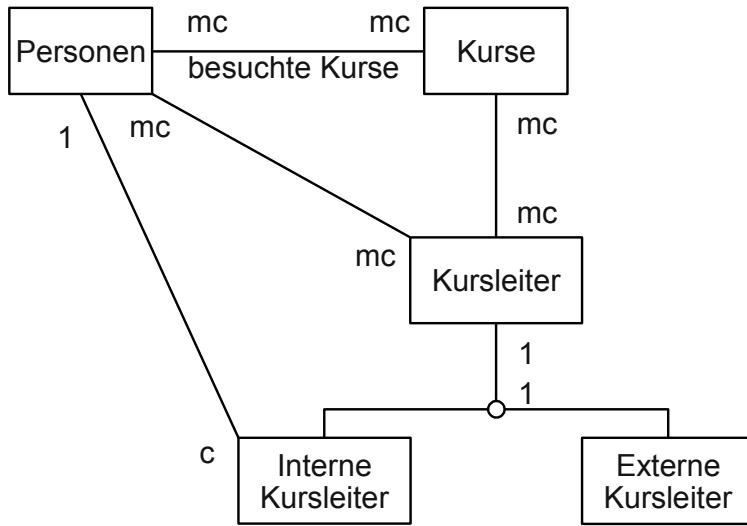 mc
mc
Personen
Kurse
besuchte Kurse
1
mc
mc
mc
mc
Kursleiter
1
1
c
Interne
Kursleiter
Externe
Kursleiter